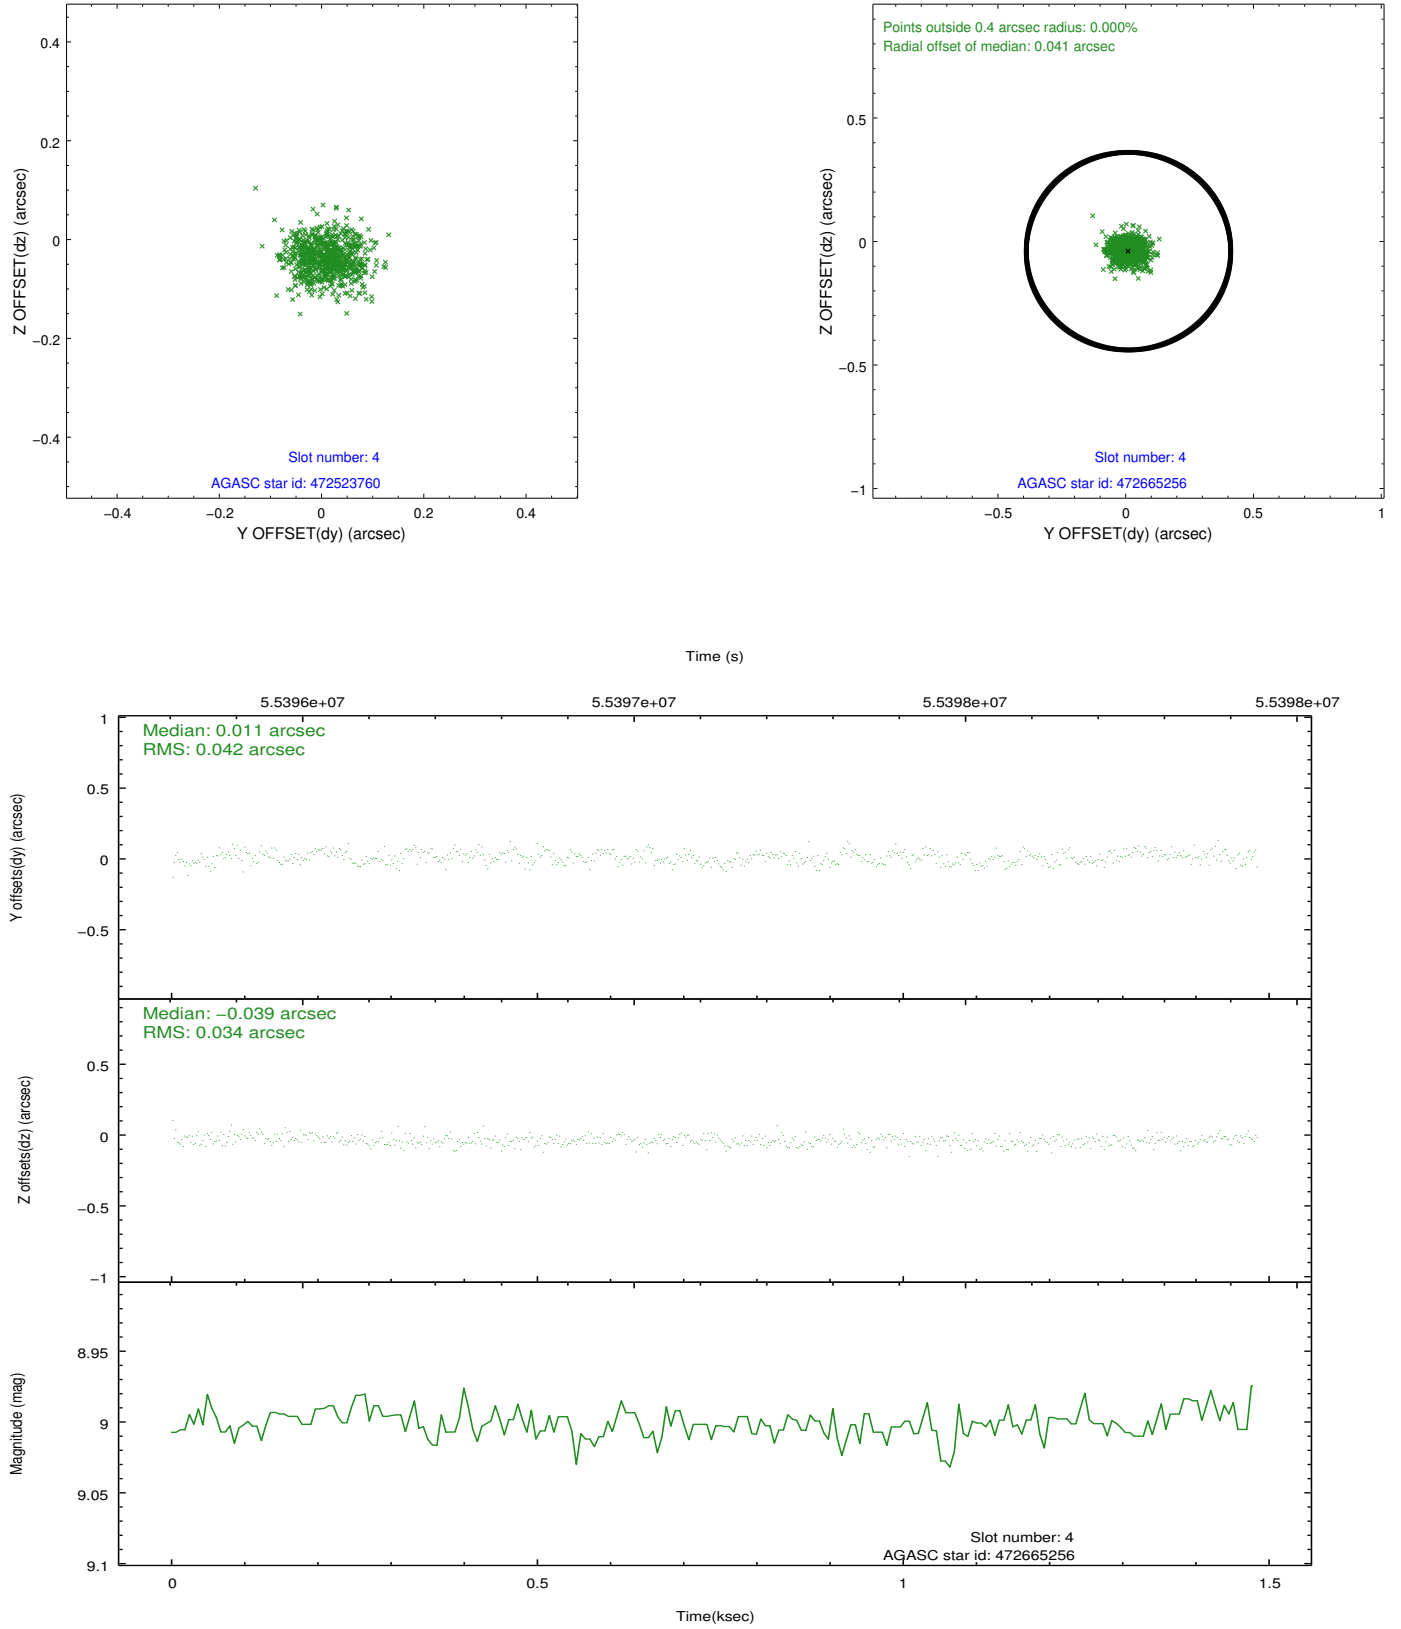 0.4
0.2
0
−0.2
−0.4
Z OFFSET(dz) (arcsec)
Slot number: 4
AGASC star id: 472523760
−0.4
−0.2
0
0.2
0.4
Y OFFSET(dy) (arcsec)
Points outside 0.4 arcsec radius: 0.000%
Radial offset of median: 0.041 arcsec
0.5
0
−0.5
−1
Z OFFSET(dz) (arcsec)
Slot number: 4
AGASC star id: 472665256
−0.5
0
0.5
1
Y OFFSET(dy) (arcsec)
Time (s)
5.5396e+07
5.5397e+07
5.5398e+07
5.5398e+07
Median: 0.011 arcsec
RMS: 0.042 arcsec
1
0.5
0
−0.5
Y offsets(dy) (arcsec)
Median: −0.039 arcsec
RMS: 0.034 arcsec
0.5
0
−0.5
−1
Z offsets(dz) (arcsec)
8.95
9
9.05
9.1
Magnitude (mag)
Slot number: 4
AGASC star id: 472665256
0
0.5
1
1.5
Time(ksec)